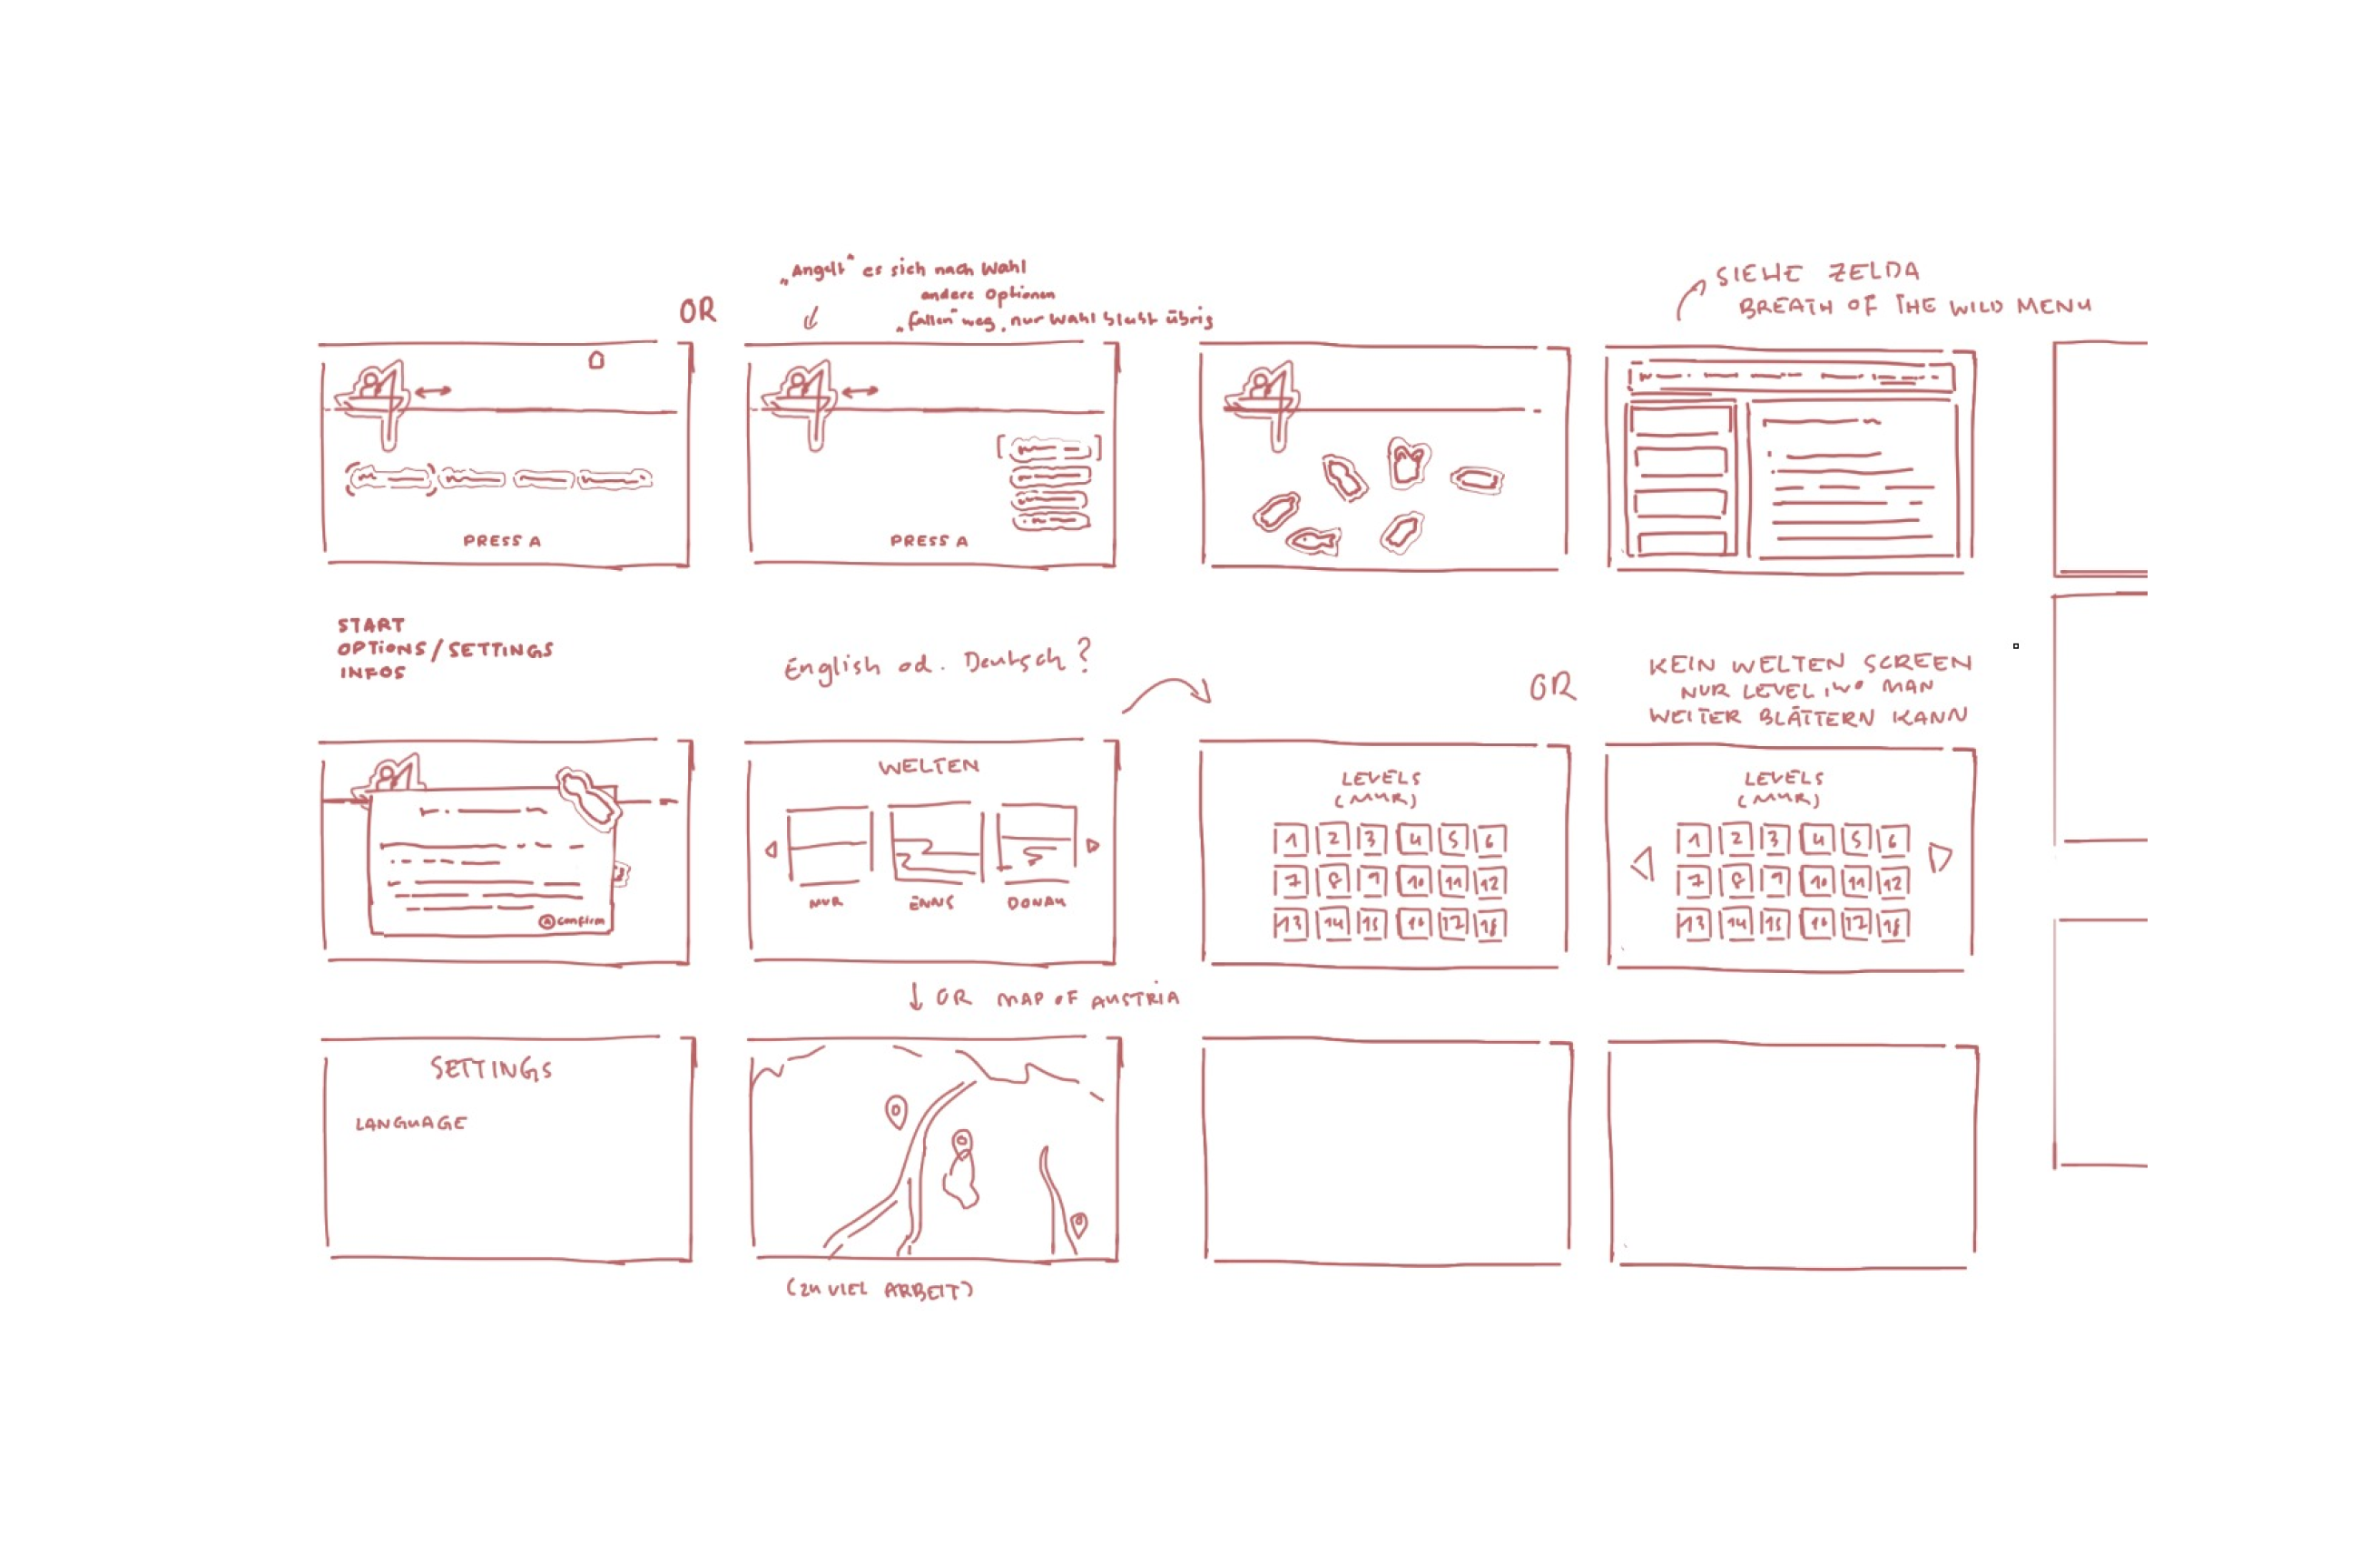 „Angelt" es sich nach Wahl
andere Optionen
„fallen" weg, nur Wahl bleibt übrig
OR
SIEHE ZELDA
BREATH OF THE WILD MENU
PRESS A
PRESS A
START
OPTIONS/SETTINGS
INFOS
English od. Deutsch?
OR
KEIN WELTEN SCREEN
NUR LEVEL, WO MAN
WEITER BLÄTTERN KANN
A confirm
WELTEN
MUR ENNS DONAU
LEVELS
(MUR)
1 2 3 4 5 6
7 8 9 10 11 12
13 14 15 16 17 18
LEVELS
(MUR)
1 2 3 4 5 6
7 8 9 10 11 12
13 14 15 16 17 18
OR MAP OF AUSTRIA
SETTINGS
LANGUAGE
(ZU VIEL ARBEIT)